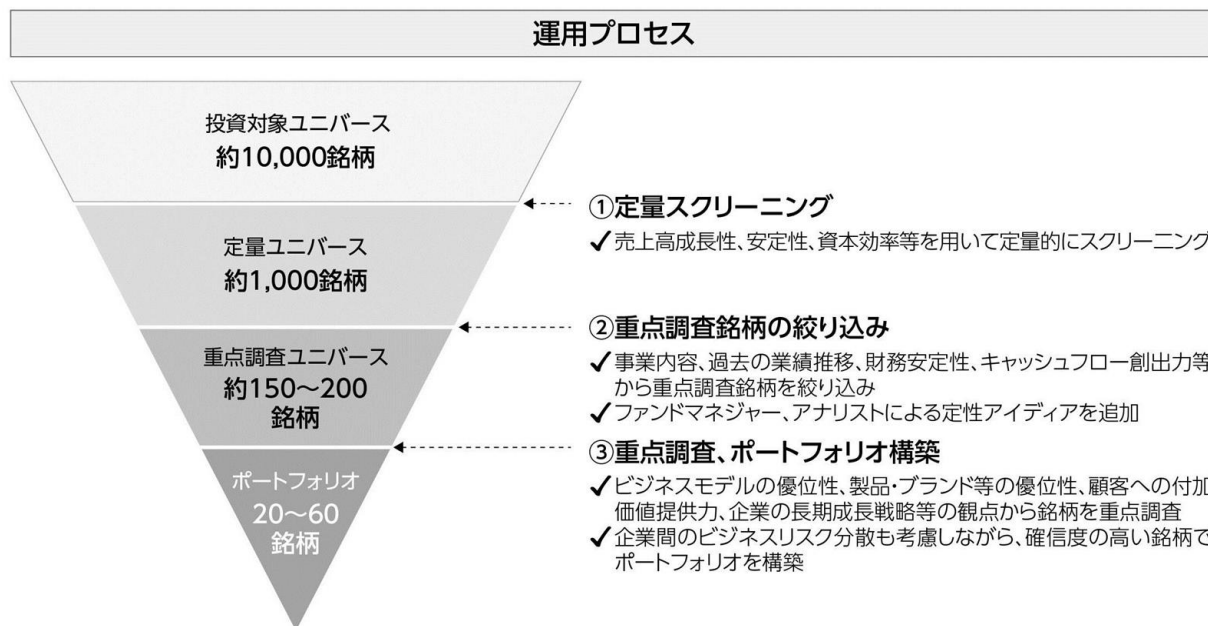 運用プロセス
投資対象ユニバース
約10,000銘柄
定量ユニバース
約1,000銘柄
重点調査ユニバース
約150～200
銘柄
ポートフォリオ
20～60
銘柄
①定量スクリーニング
✓売上高成長性、安定性、資本効率等を用いて定量的にスクリーニング
②重点調査銘柄の絞り込み
✓事業内容、過去の業績推移、財務安定性、キャッシュフロー創出力等
から重点調査銘柄を絞り込み
✓ファンドマネジャー、アナリストによる定性アイディアを追加
③重点調査、ポートフォリオ構築
✓ビジネスモデルの優位性、製品・ブランド等の優位性、顧客への付加
価値提供力、企業の長期成長戦略等の観点から銘柄を重点調査
✓企業間のビジネスリスク分散も考慮しながら、確信度の高い銘柄で
ポートフォリオを構築